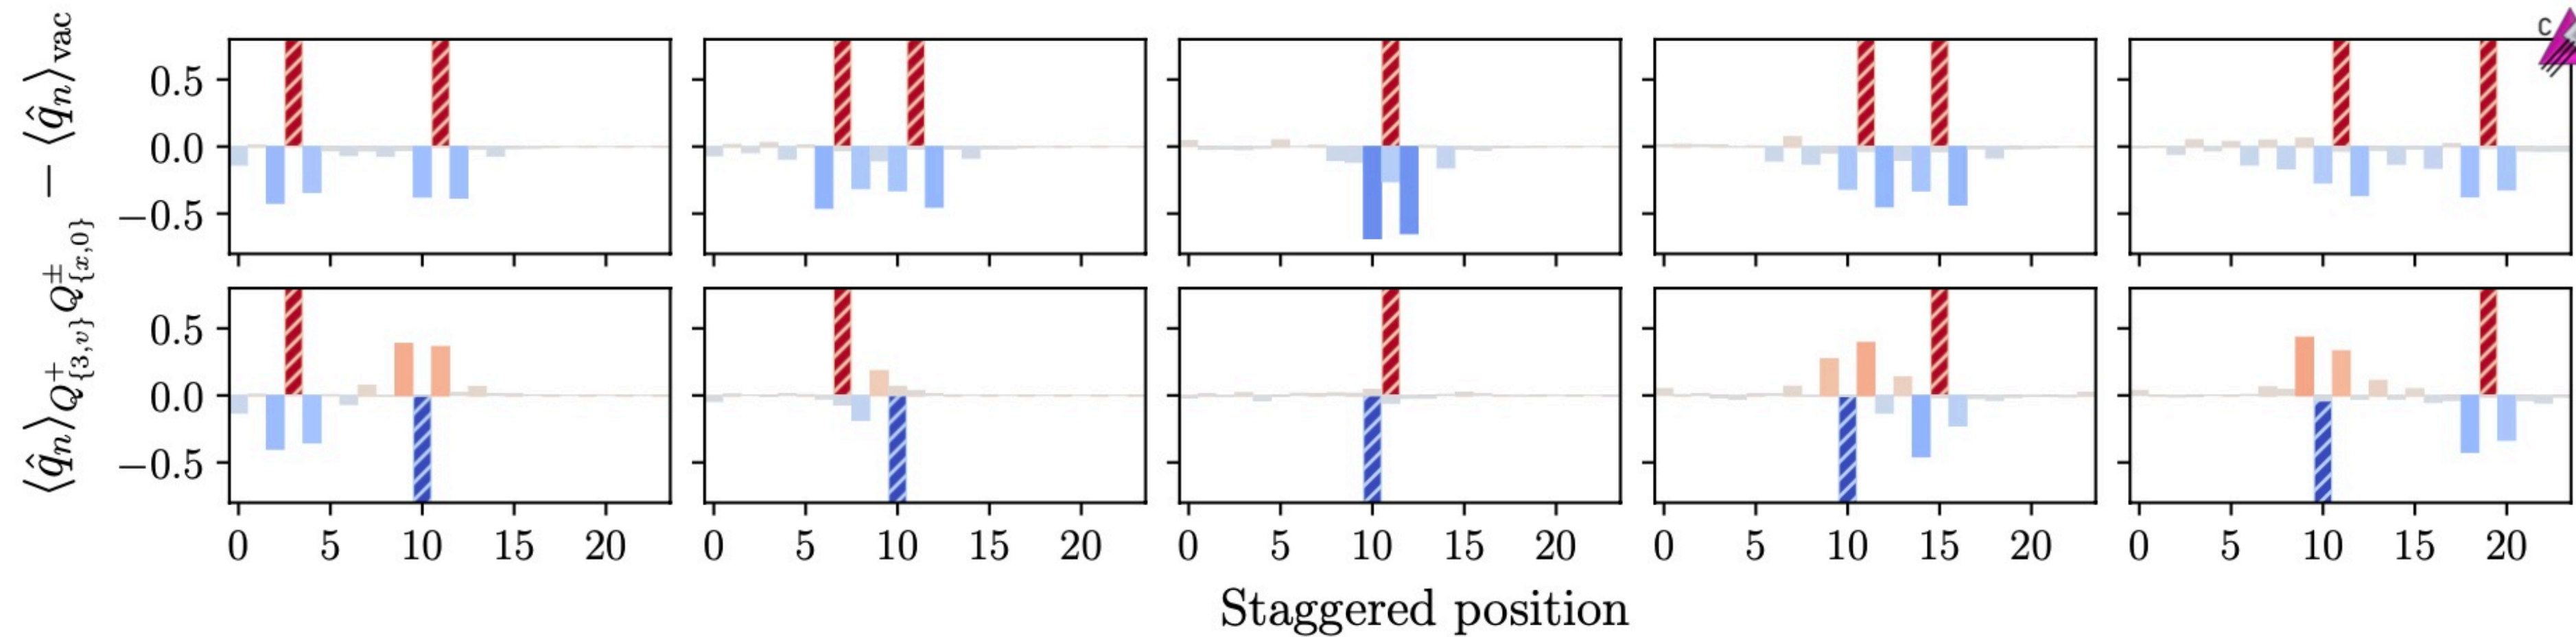 ⟨q̂ₙ⟩_{Q⁺_{\{3,v\}} Q^±_{\{x,0\}}} − ⟨q̂ₙ⟩_{vac}
0.5
0.0
−0.5
0.5
0.0
−0.5
0 5 10 15 20 0 5 10 15 20 0 5 10 15 20 0 5 10 15 20 0 5 10 15 20
Staggered position
C